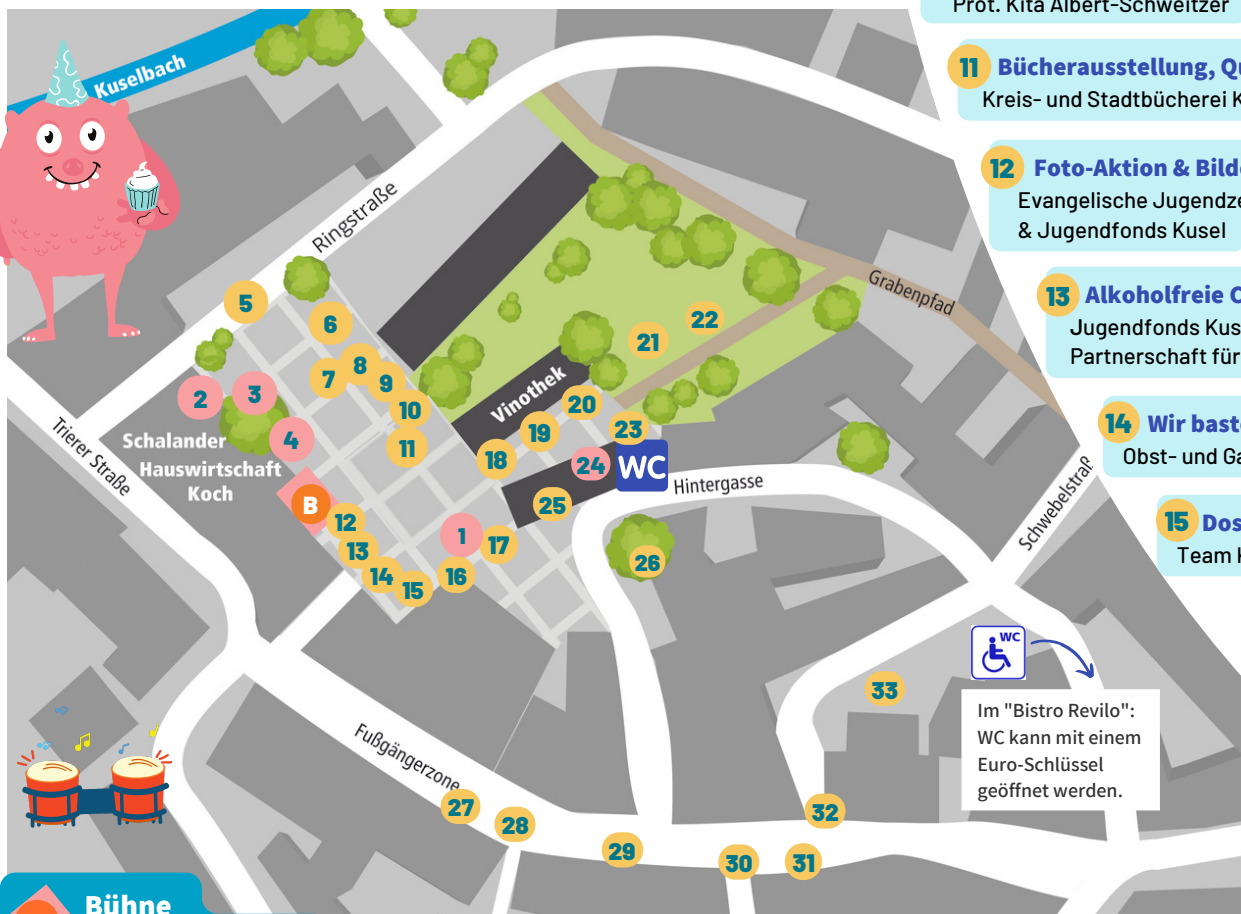 Prot. Kita Albert-Schweitzer
11 Bücherausstellung, Qu
Kreis- und Stadtbücherei K
12 Foto-Aktion & Bild
Evangelische Jugendze
& Jugendfonds Kusel
13 Alkoholfreie C
Jugendfonds Kus
Partnerschaft für
14 Wir baste
Obst- und Ga
15 Dos
Team K
Kuselbach
Ringstraße
Grabenpfad
5
6
22
21
8
7
9
2
3
10
Vinothek
20
4
11
19
23
18
Trierer Straße
Schalander
Hauswirtschaft
Koch
24
WC
Hintergasse
Schwebelstraß
B
25
12
1
17
13
26
14
15
16
WC
33
Im "Bistro Revilo":
WC kann mit einem
Euro-Schlüssel
geöffnet werden.
Fußgängerzone
27
28
32
29
30
31
Bühne